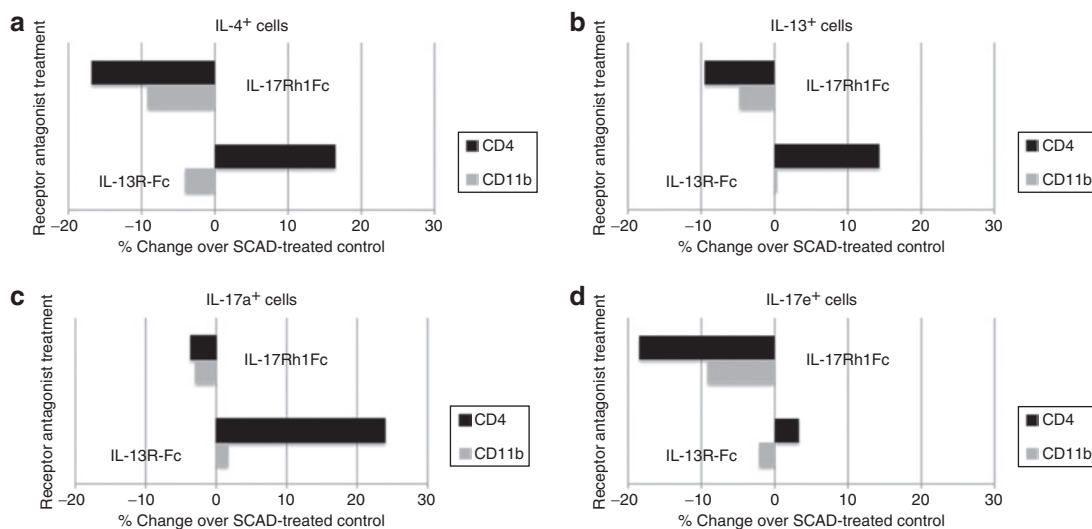 a
IL-4+ cells
Receptor antagonist treatment
IL-17Rh1Fc
IL-13R-Fc
CD4
CD11b
−20 −10 0 10 20 30
% Change over SCAD-treated control
b
IL-13+ cells
Receptor antagonist treatment
IL-17Rh1Fc
IL-13R-Fc
CD4
CD11b
−20 −10 0 10 20 30
% Change over SCAD-treated control
c
IL-17a+ cells
Receptor antagonist treatment
IL-17Rh1Fc
IL-13R-Fc
CD4
CD11b
−20 −10 0 10 20 30
% Change over SCAD-treated control
d
IL-17e+ cells
Receptor antagonist treatment
IL-17Rh1Fc
IL-13R-Fc
CD4
CD11b
−20 −10 0 10 20 30
% Change over SCAD-treated control